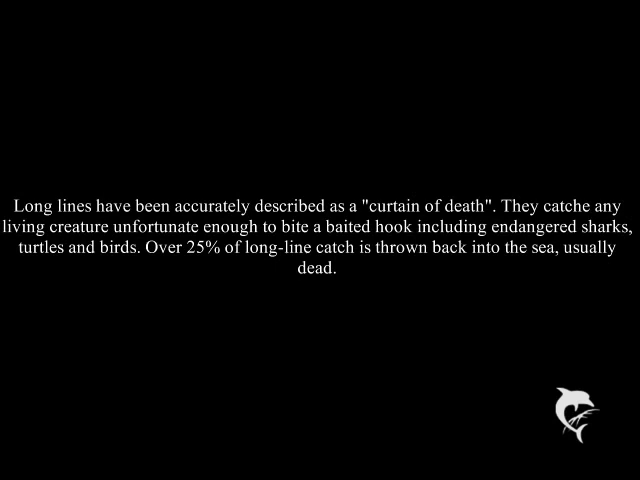 Long lines have been accurately described as a "curtain of death". They catche any
living creature unfortunate enough to bite a baited hook including endangered sharks,
turtles and birds. Over 25% of long-line catch is thrown back into the sea, usually
dead.